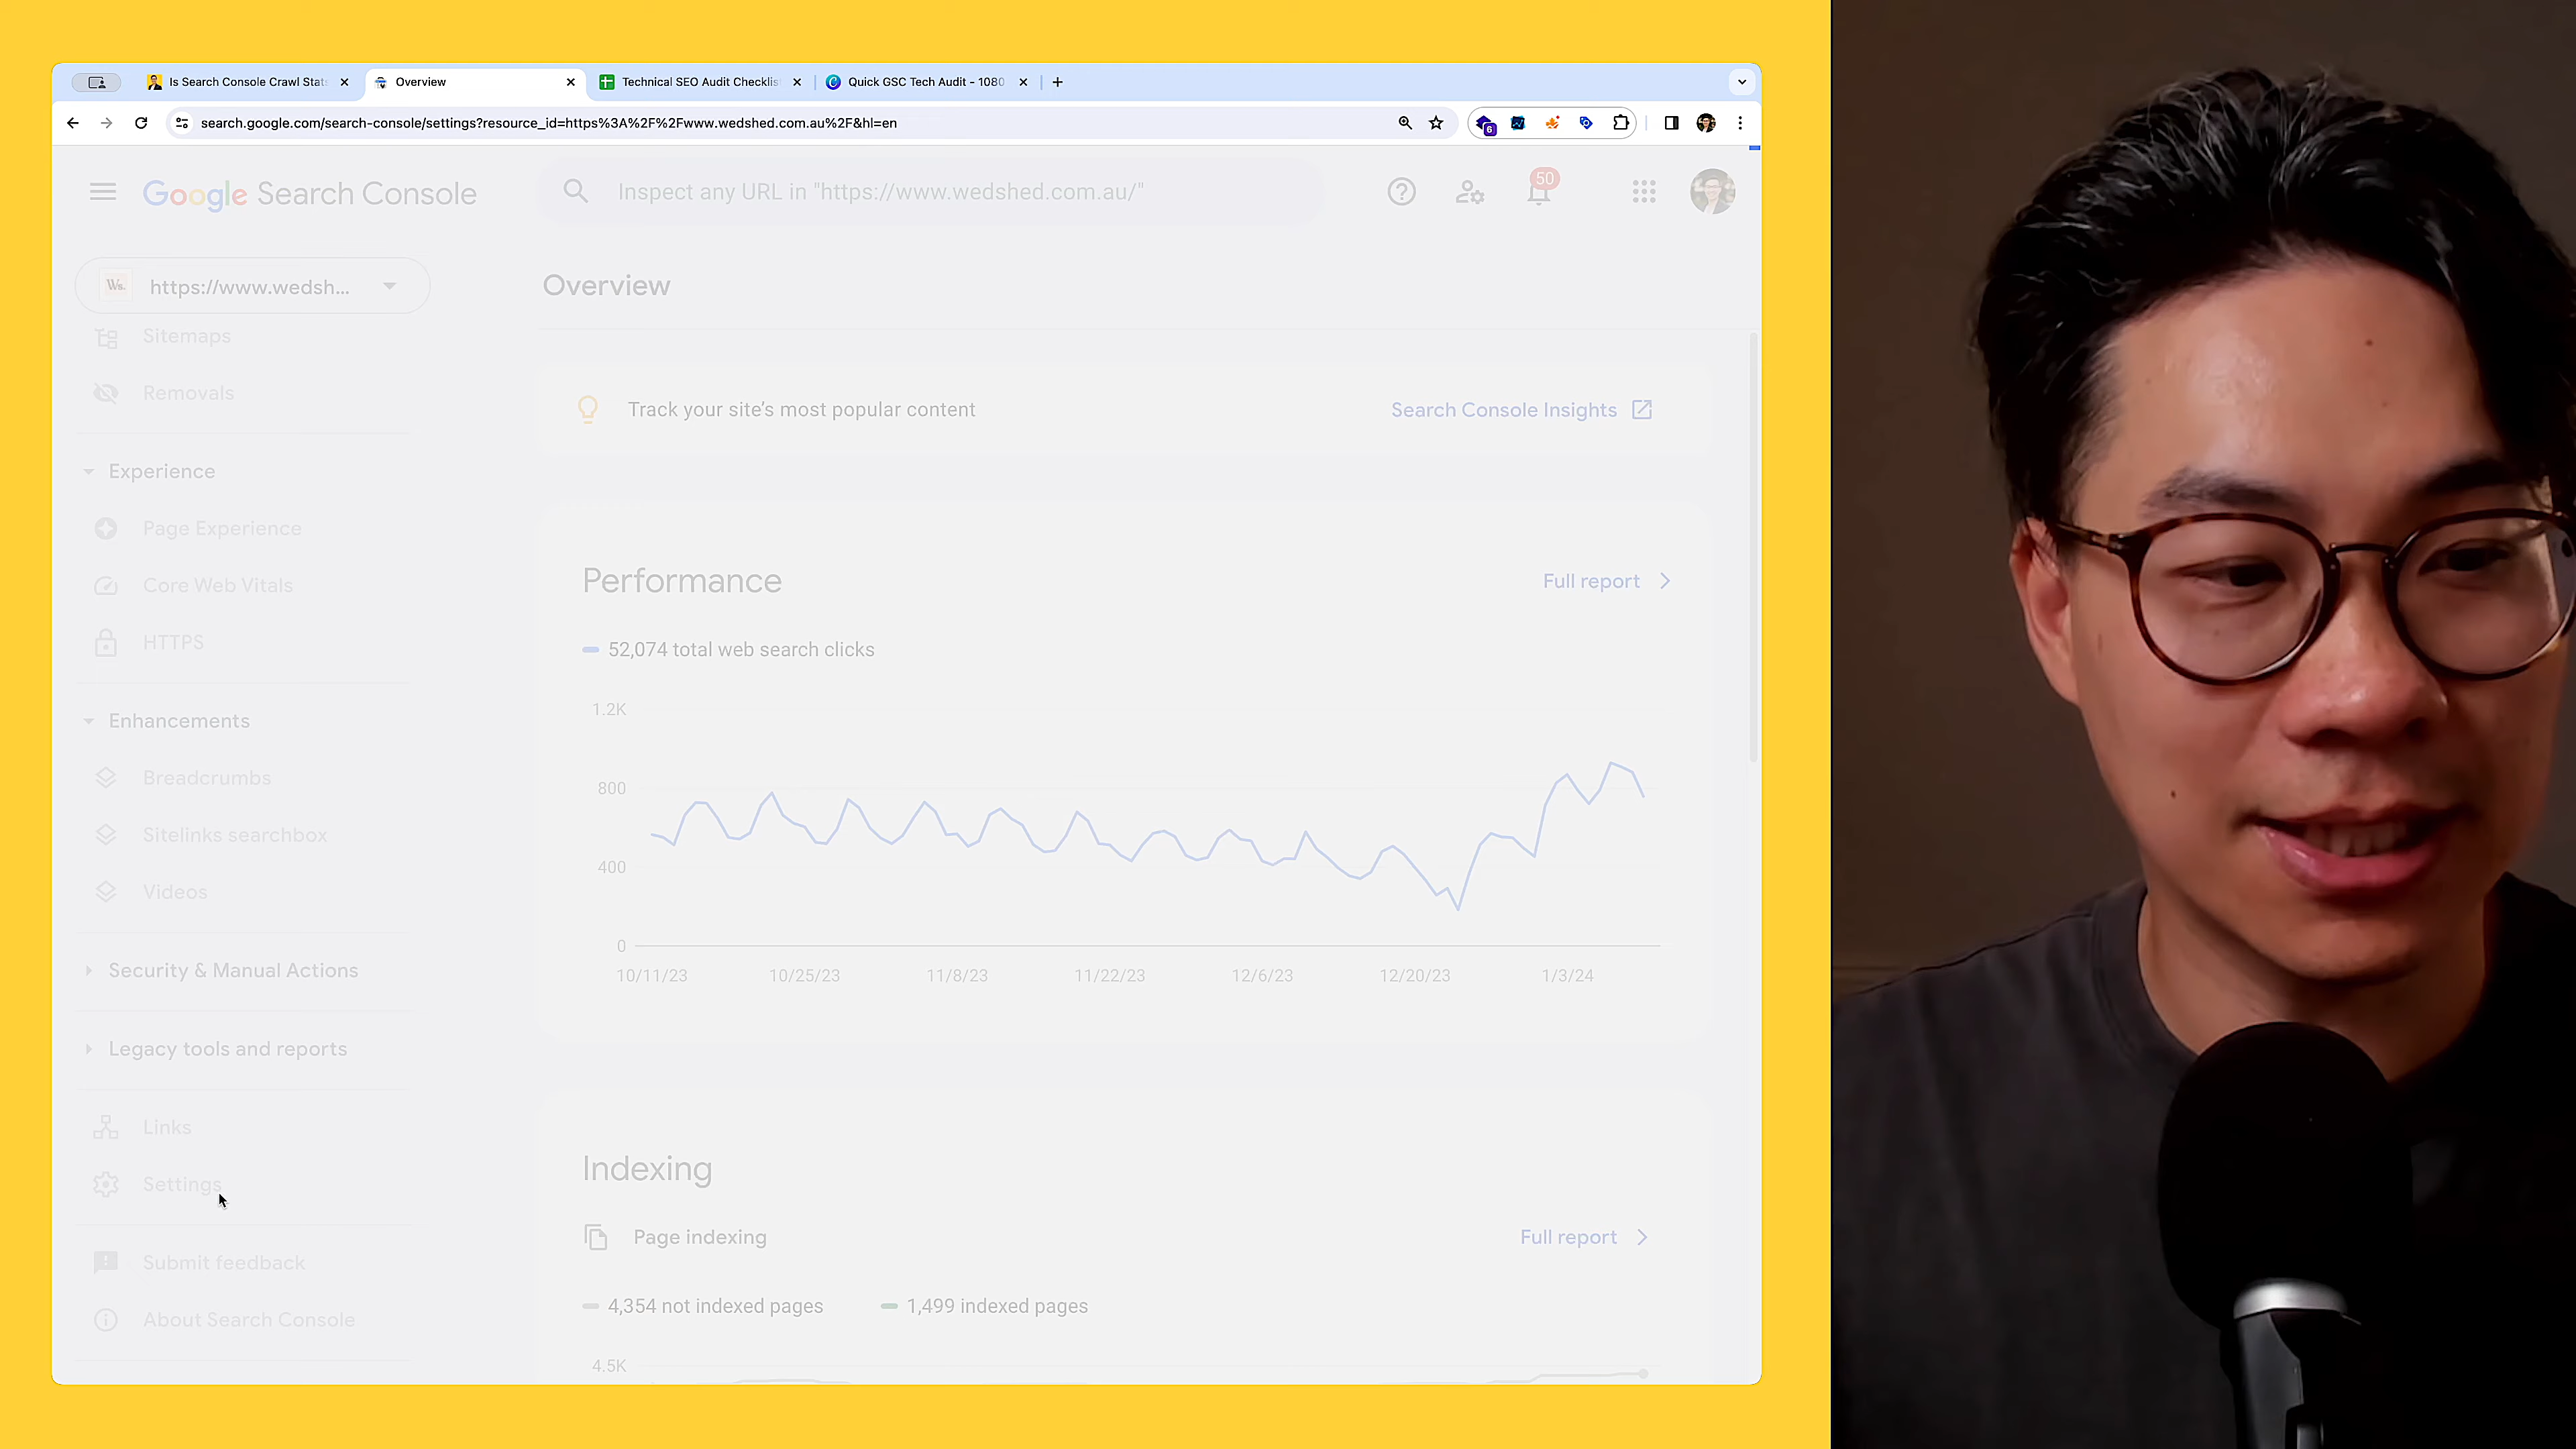 Is Search Console Crawl Stats
Overview
Technical SEO Audit Checklis
Quick GSC Tech Audit - 1080
search.google.com/search-console/settings?resource_id=https%3A%2F%2Fwww.wedshed.com.au%2F&hl=en
6
Google Search Console
Inspect any URL in "https://www.wedshed.com.au/"
50
Ws.
https://www.wedsh...
Overview
Sitemaps
Removals
Track your site's most popular content
Search Console Insights
Experience
Page Experience
Core Web Vitals
HTTPS
Performance
Full report
52,074 total web search clicks
1.2K
800
400
0
10/11/23
10/25/23
11/8/23
11/22/23
12/6/23
12/20/23
1/3/24
Enhancements
Breadcrumbs
Sitelinks searchbox
Videos
Security & Manual Actions
Legacy tools and reports
Links
Settings
Submit feedback
About Search Console
Indexing
Page indexing
Full report
4,354 not indexed pages
1,499 indexed pages
4.5K